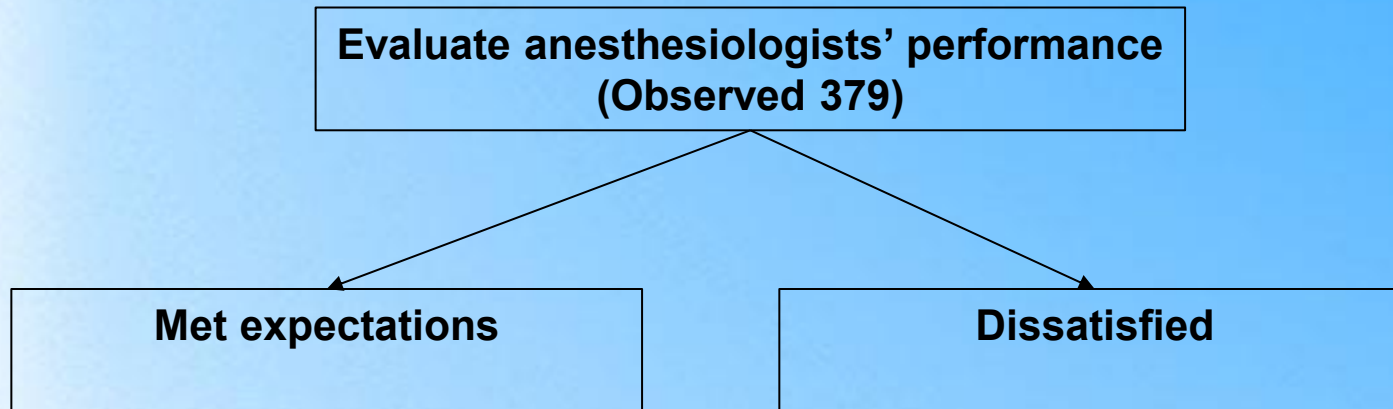 Evaluate anesthesiologists’ performance
(Observed 379)
Met expectations
Dissatisfied